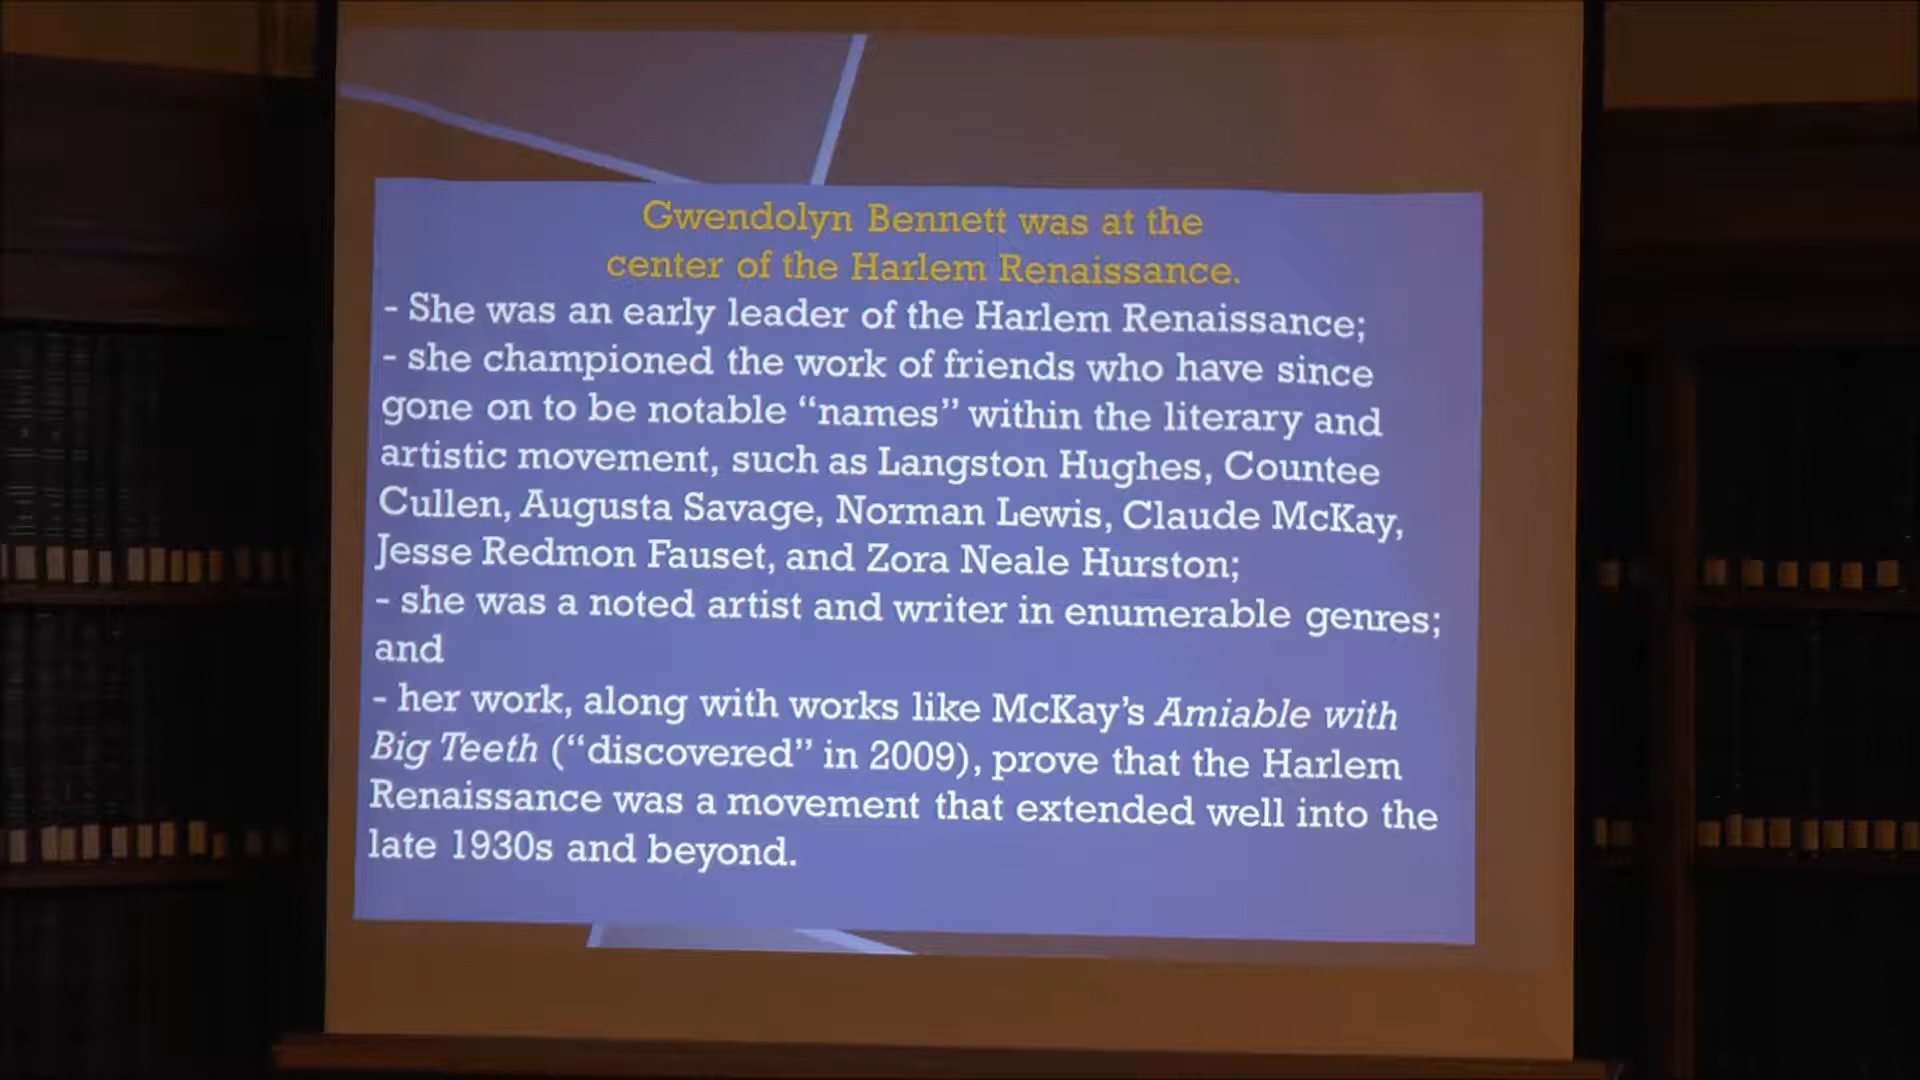 Gwendolyn Bennett was at the
center of the Harlem Renaissance.
- She was an early leader of the Harlem Renaissance;
- she championed the work of friends who have since
gone on to be notable “names” within the literary and
artistic movement, such as Langston Hughes, Countee
Cullen, Augusta Savage, Norman Lewis, Claude McKay,
Jesse Redmon Fauset, and Zora Neale Hurston;
- she was a noted artist and writer in enumerable genres;
and
- her work, along with works like McKay’s Amiable with
Big Teeth (“discovered” in 2009), prove that the Harlem
Renaissance was a movement that extended well into the
late 1930s and beyond.